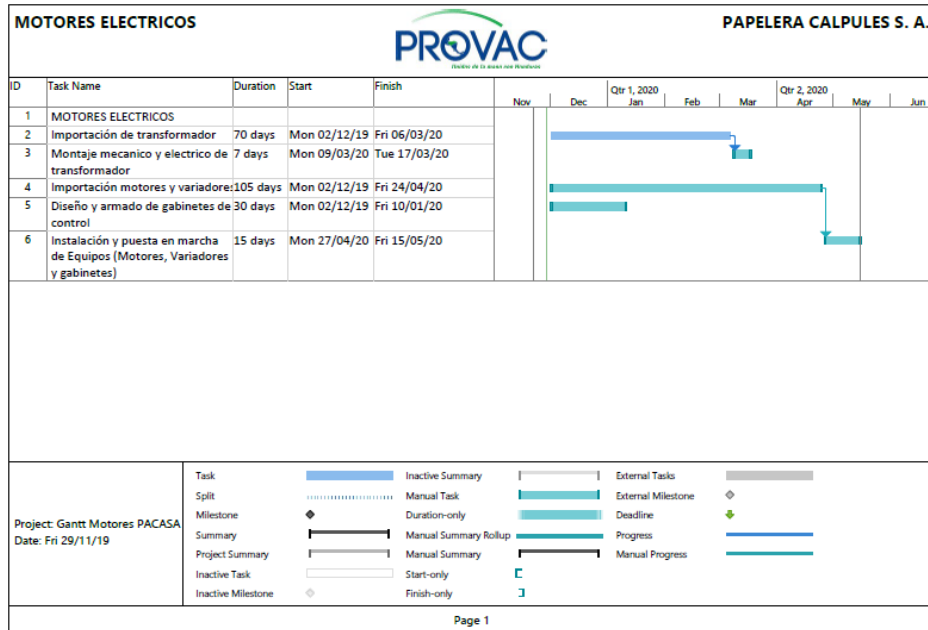 MOTORES ELECTRICOS
PROVAC
PAPELERA CALPULES S. A.
ID Task Name Duration Start Finish
Qtr 1, 2020 Qtr 2, 2020
Nov Dec Jan Feb Mar Apr May Jun
1 MOTORES ELECTRICOS
2 Importación de transformador 70 days Mon 02/12/19 Fri 06/03/20
3 Montaje mecanico y electrico de 7 days Mon 09/03/20 Tue 17/03/20
transformador
4 Importación motores y variadores 105 days Mon 02/12/19 Fri 24/04/20
5 Diseño y armado de gabinetes de 30 days Mon 02/12/19 Fri 10/01/20
control
6 Instalación y puesta en marcha 15 days Mon 27/04/20 Fri 15/05/20
de Equipos (Motores, Variadores
y gabinetes)
Project: Gantt Motores PACASA
Date: Fri 29/11/19
Task Inactive Summary External Tasks
Split Manual Task External Milestone
Milestone Duration-only Deadline
Summary Manual Summary Rollup Progress
Project Summary Manual Summary Manual Progress
Inactive Task Start-only
Inactive Milestone Finish-only
Page 1